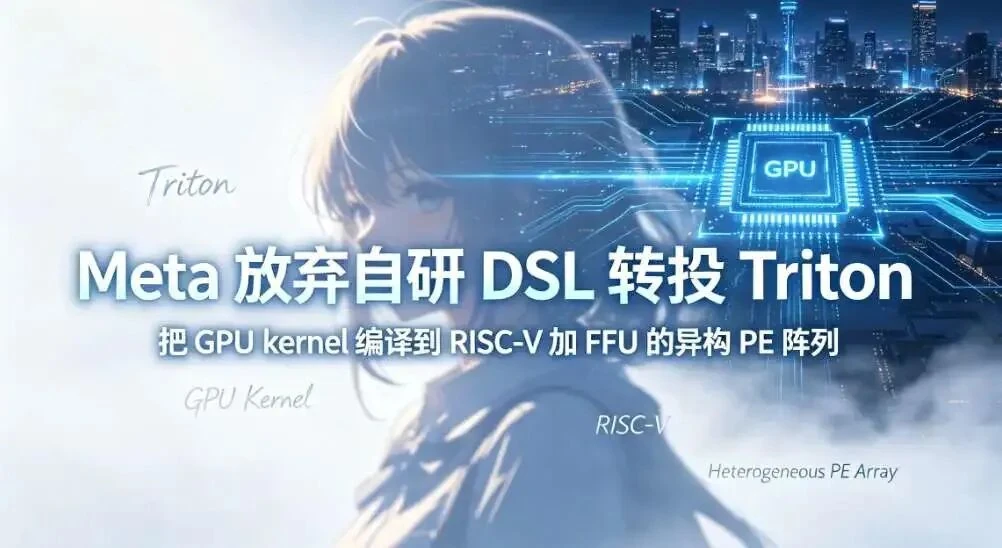 GPU
Triton
Meta 放弃自研 DSL 转投 Triton
把 GPU kernel 编译到 RISC-V 加 FFU 的异构 PE 阵列
GPU Kernel
RISC-V
Heterogeneous PE Array